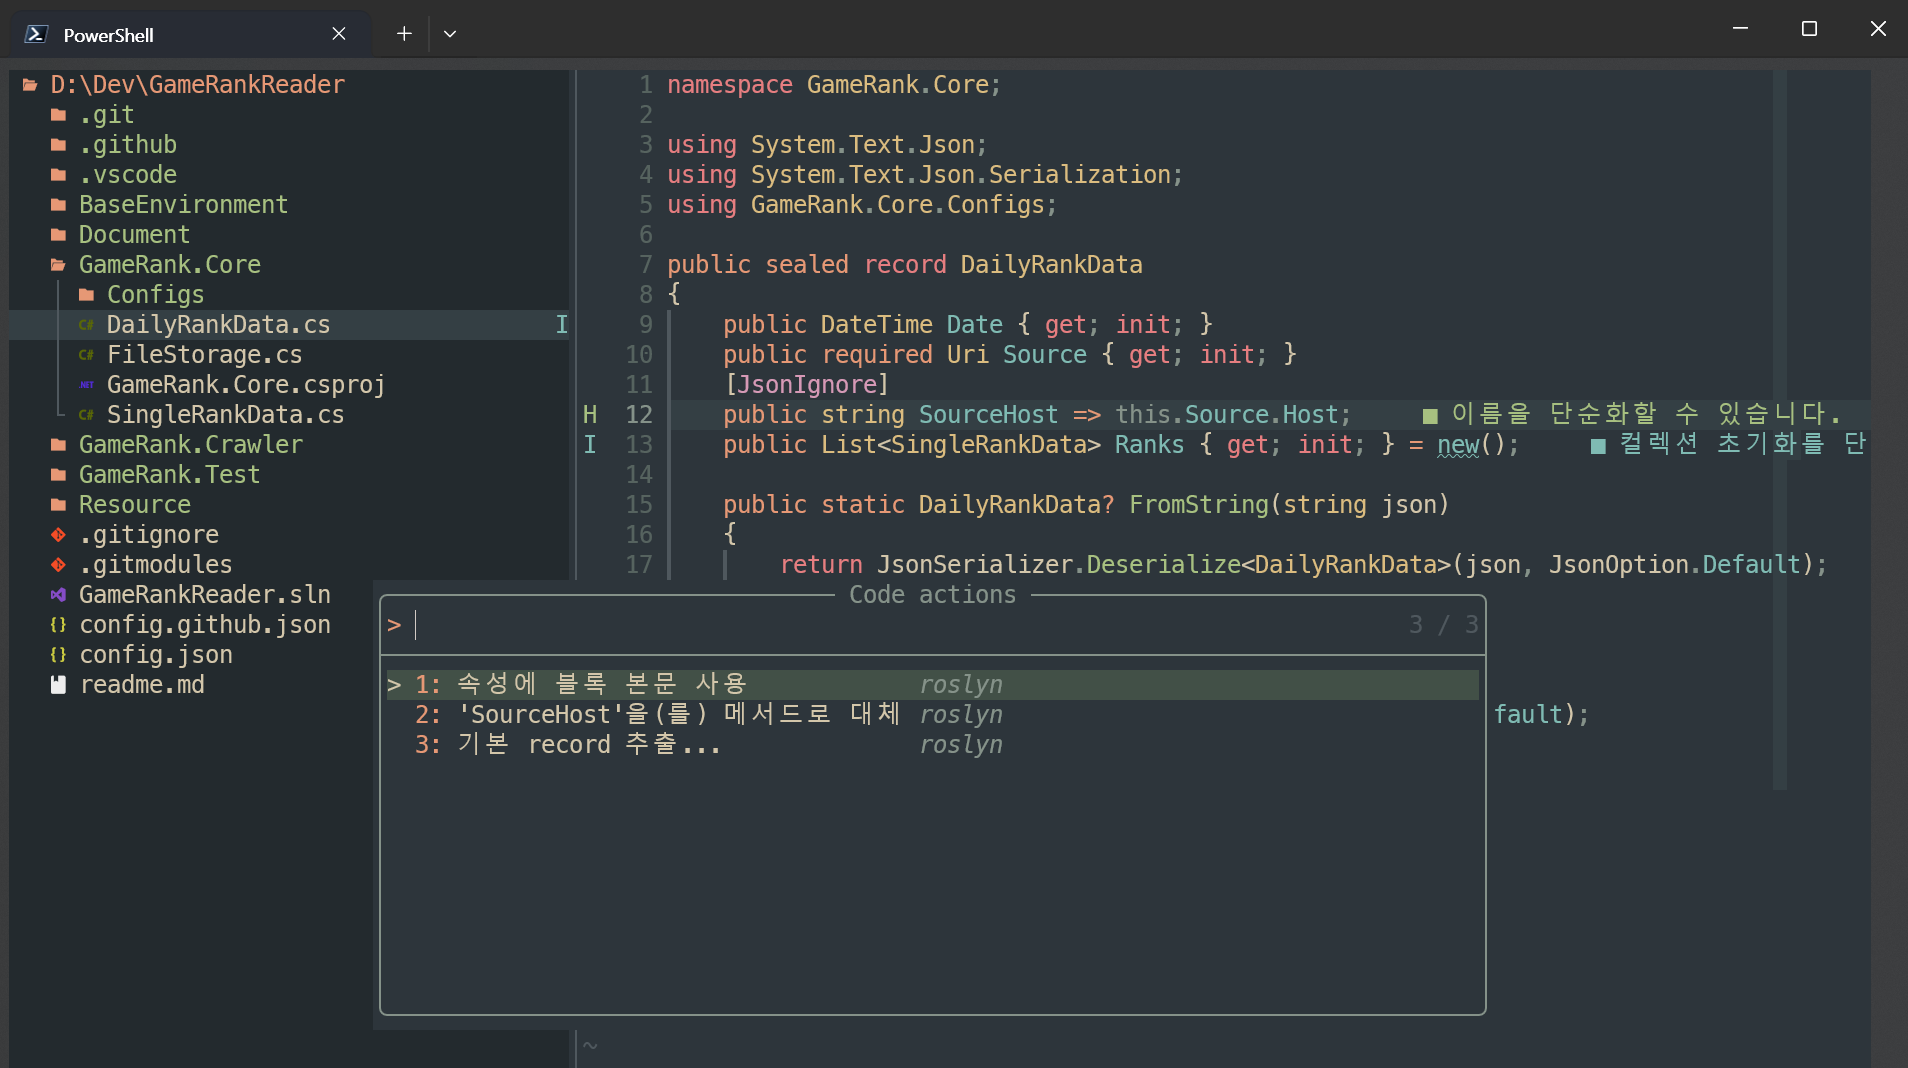 PowerShell
D:\Dev\GameRankReader
.git
.github
.vscode
BaseEnvironment
Document
GameRank.Core
Configs
C# DailyRankData.cs I
C# FileStorage.cs
.NET GameRank.Core.csproj
C# SingleRankData.cs
GameRank.Crawler
GameRank.Test
Resource
.gitignore
.gitmodules
GameRankReader.sln
{} config.github.json
{} config.json
readme.md
1 namespace GameRank.Core;
2
3 using System.Text.Json;
4 using System.Text.Json.Serialization;
5 using GameRank.Core.Configs;
6
7 public sealed record DailyRankData
8 {
9 public DateTime Date { get; init; }
10 public required Uri Source { get; init; }
11 [JsonIgnore]
H 12 public string SourceHost => this.Source.Host; ■ 이름을 단순화할 수 있습니다.
I 13 public List<SingleRankData> Ranks { get; init; } = new(); ■ 컬렉션 초기화를 단
14
15 public static DailyRankData? FromString(string json)
16 {
17 return JsonSerializer.Deserialize<DailyRankData>(json, JsonOption.Default);
Code actions
> 3 / 3
> 1: 속성에 블록 본문 사용 roslyn
2: 'SourceHost'을(를) 메서드로 대체 roslyn
fault);
3: 기본 record 추출... roslyn
~